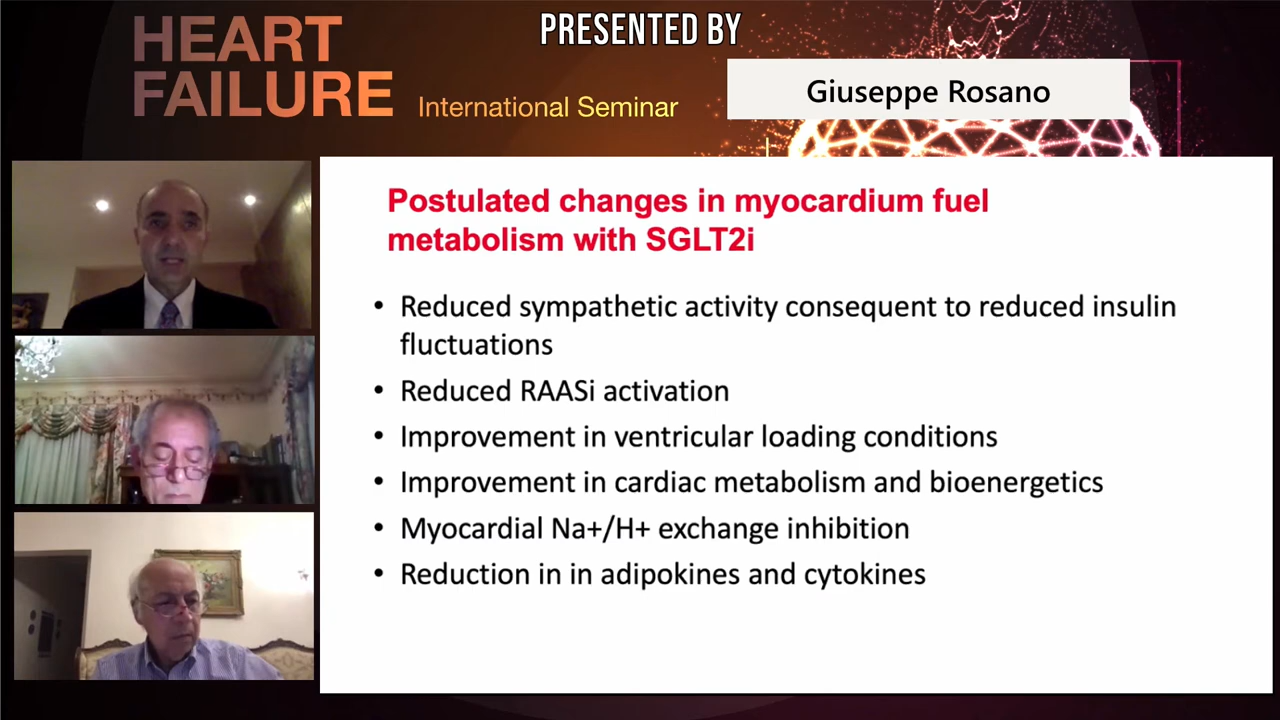 PRESENTED BY
HEART
FAILURE
International Seminar
Giuseppe Rosano
Postulated changes in myocardium fuel
metabolism with SGLT2i
• Reduced sympathetic activity consequent to reduced insulin
fluctuations
• Reduced RAASi activation
• Improvement in ventricular loading conditions
• Improvement in cardiac metabolism and bioenergetics
• Myocardial Na+/H+ exchange inhibition
• Reduction in in adipokines and cytokines